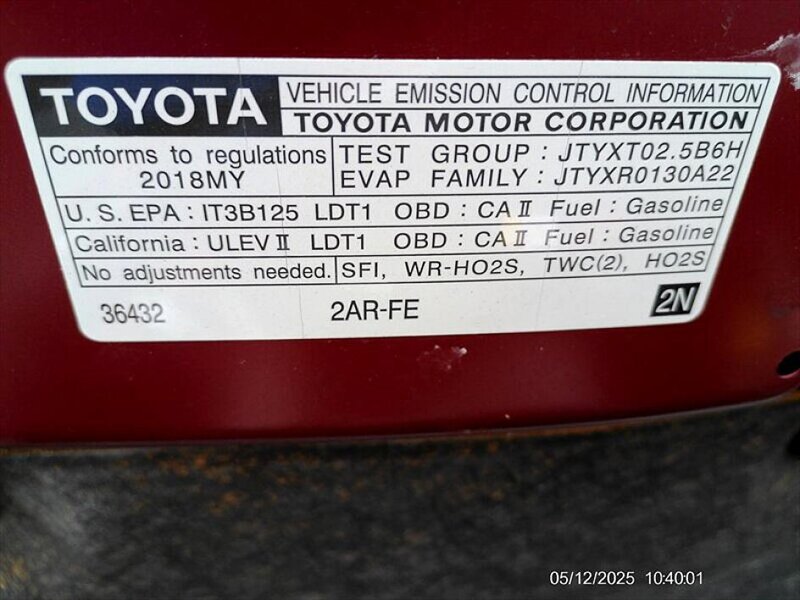 TOYOTA
VEHICLE EMISSION CONTROL INFORMATION
TOYOTA MOTOR CORPORATION
Conforms to regulations
2018MY
TEST GROUP : JTYXT02.5B6H
EVAP FAMILY : JTYXR0130A22
U.S. EPA : IT3B125 LDT1 OBD : CA II Fuel : Gasoline
California : ULEV II LDT1 OBD : CA II Fuel : Gasoline
No adjustments needed. SFI, WR-HO2S, TWC(2), HO2S
36432 2AR-FE 2N
05/12/2025 10:40:01